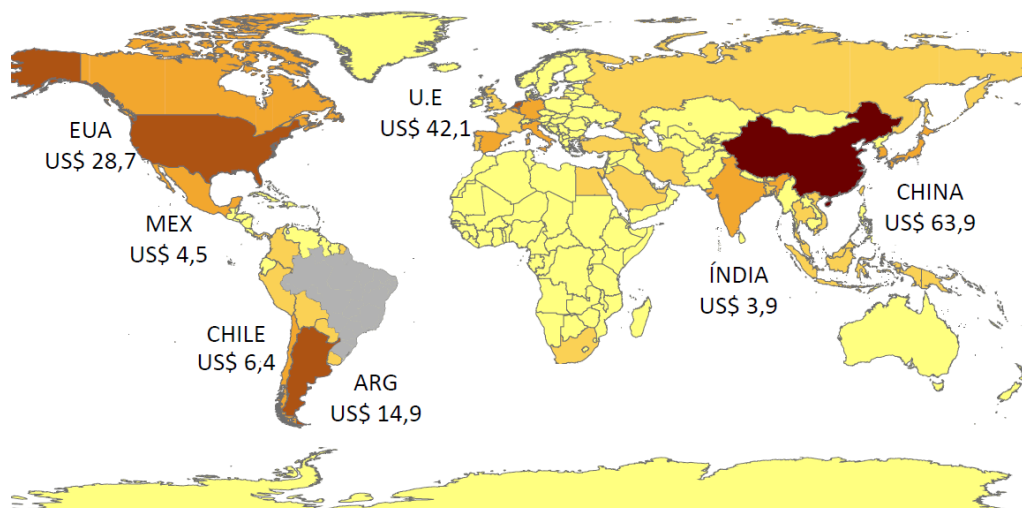 EUA
US$ 28,7
U.E
US$ 42,1
CHINA
US$ 63,9
MEX
US$ 4,5
ÍNDIA
US$ 3,9
CHILE
US$ 6,4
ARG
US$ 14,9